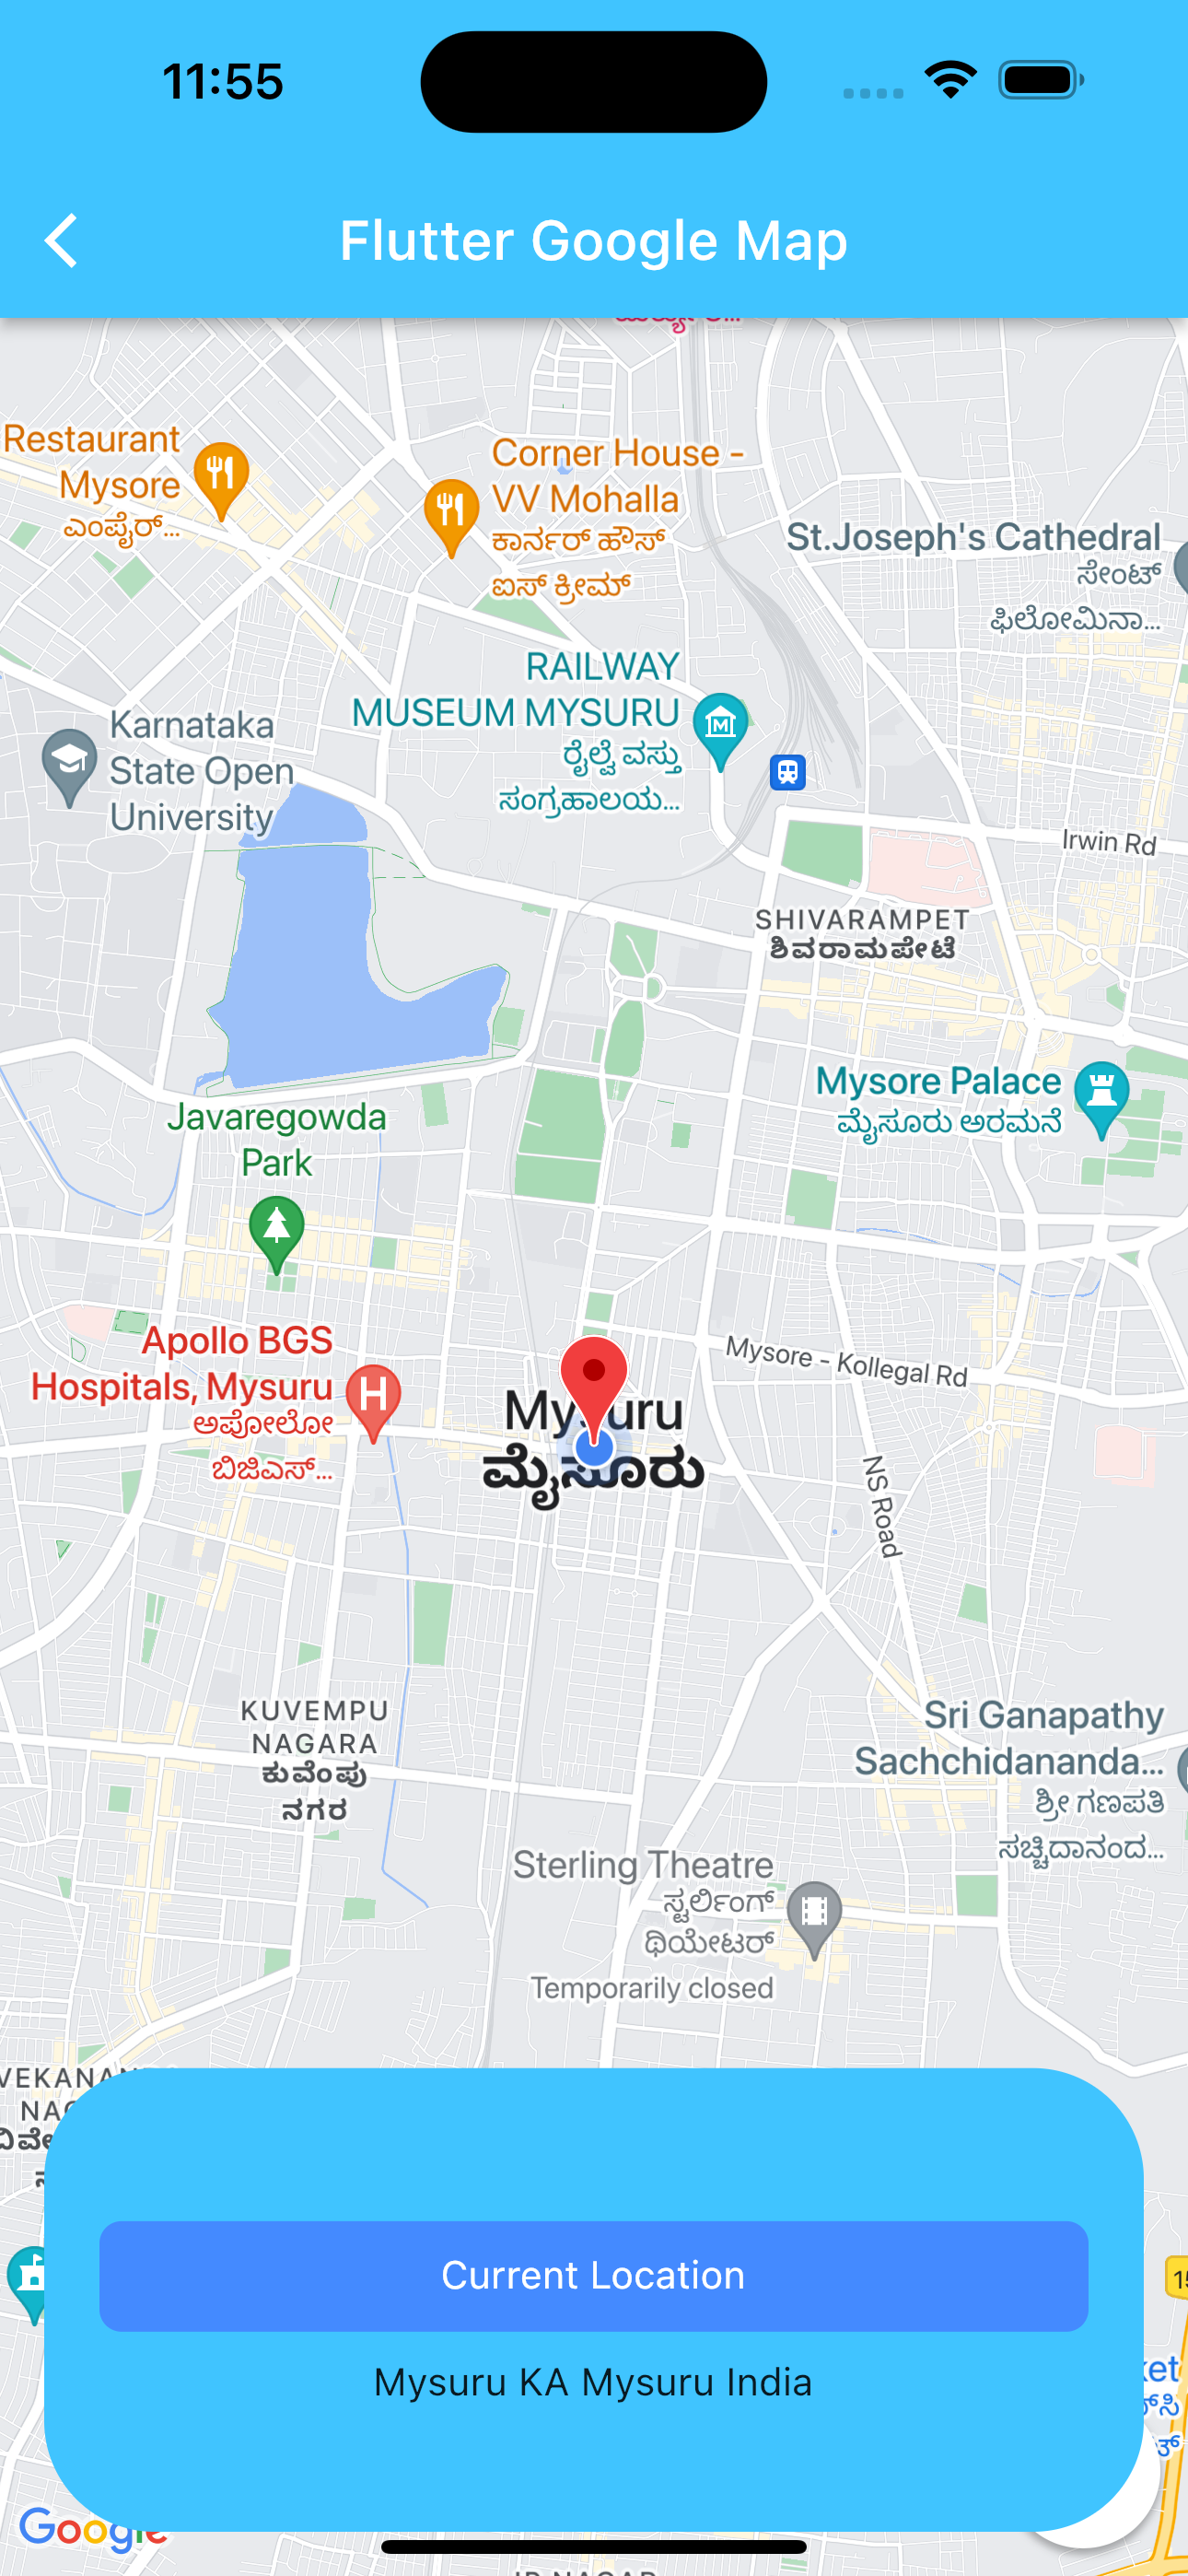 11:55
Flutter Google Map
Restaurant
Mysore
ಎಂಪೈರ್...
Corner House -
VV Mohalla
ಕಾರ್ನರ್ ಹೌಸ್
ಐಸ್ ಕ್ರೀಮ್
St.Joseph's Cathedral
ಸೇಂಟ್
ಫಿಲೋಮಿನಾ...
RAILWAY
MUSEUM MYSURU
ರೈಲ್ವೆ ವಸ್ತು
ಸಂಗ್ರಹಾಲಯ...
Karnataka
State Open
University
Irwin Rd
SHIVARAMPET
ಶಿವರಾಮಪೇಟೆ
Mysore Palace
ಮೈಸೂರು ಅರಮನೆ
Javaregowda
Park
Apollo BGS
Hospitals, Mysuru
ಅಪೋಲೋ
ಬಿಜಿಎಸ್...
Mysore - Kollegal Rd
Mysuru
ಮೈಸೂರು
NS Road
KUVEMPU
NAGARA
ಕುವೆಂಪು
ನಗರ
Sri Ganapathy
Sachchidananda...
ಶ್ರೀ ಗಣಪತಿ
ಸಚ್ಚಿದಾನಂದ...
Sterling Theatre
ಸ್ಟರ್ಲಿಂಗ್
ಥಿಯೇಟರ್
Temporarily closed
Current Location
Mysuru KA Mysuru India
Google